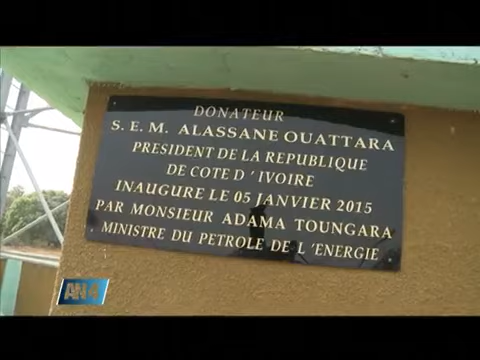 DONATEUR
S.E.M. ALASSANE OUATTARA
PRESIDENT DE LA REPUBLIQUE
DE COTE D'IVOIRE
INAUGURE LE 05 JANVIER 2015
PAR MONSIEUR ADAMA TOUNGARA
MINISTRE DU PETROLE DE L'ENERGIE
AN4